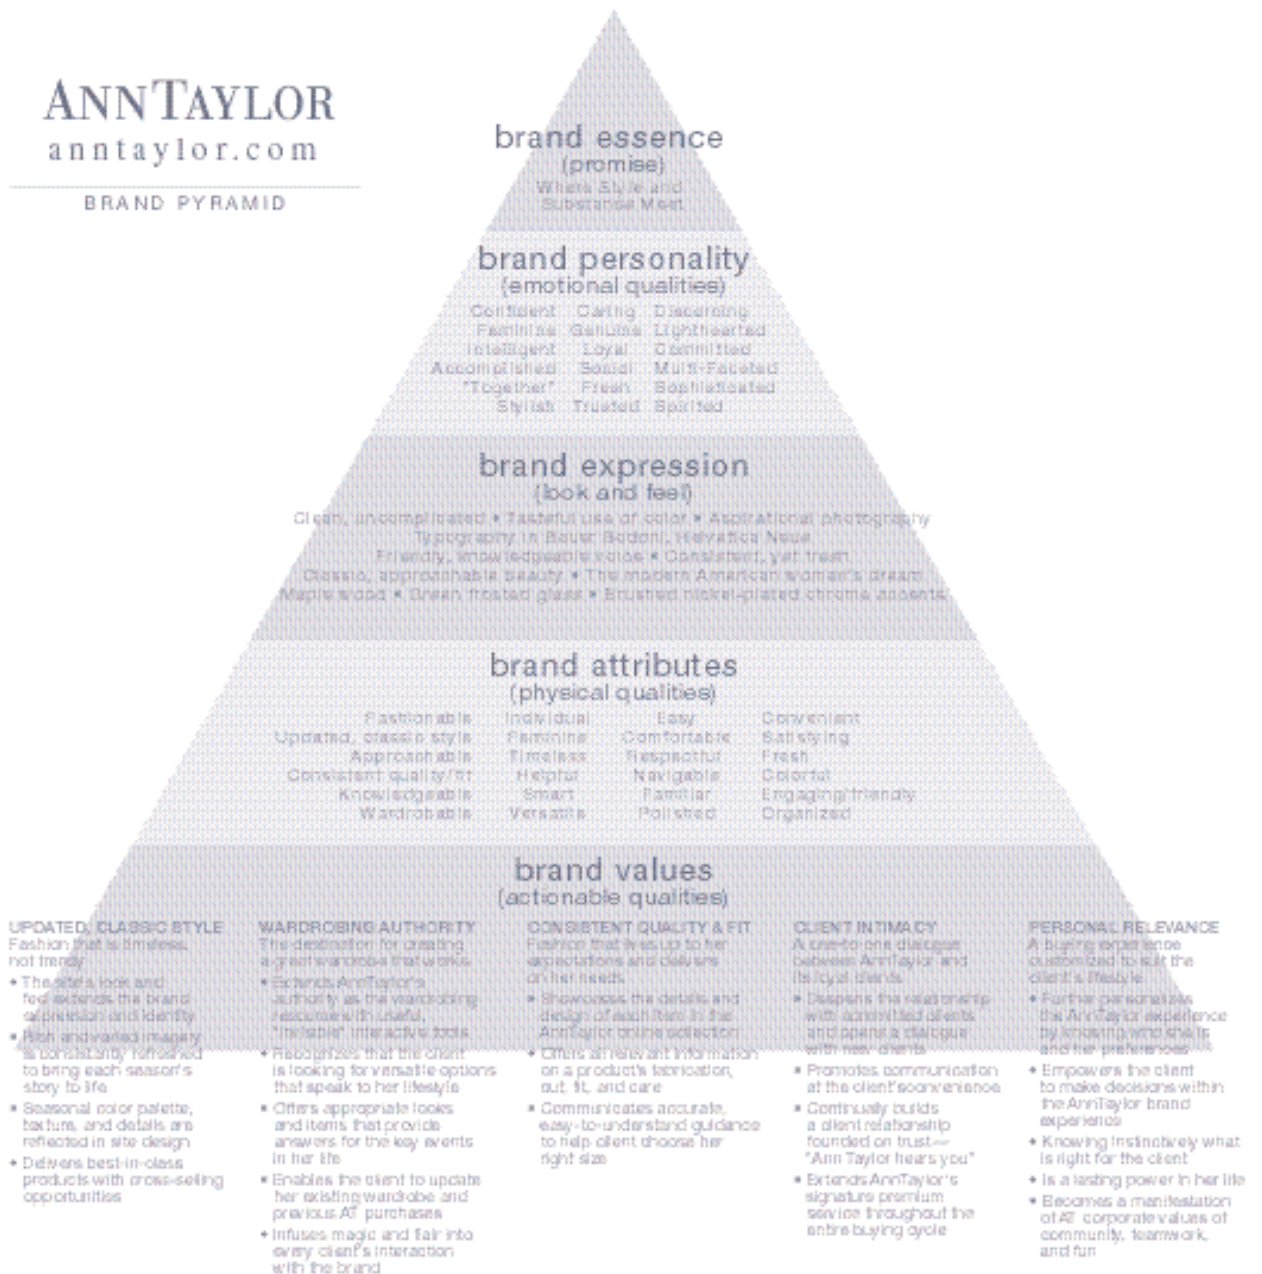 ANNTAYLOR
anntaylor.com
BRAND PYRAMID
brand essence
(promise)
Where Style and
Substance Meet
brand personality
(emotional qualities)
Confident Caring Discerning
Feminine Genuine Lighthearted
Intelligent Loyal Committed
Accomplished Social Multi-Faceted
"Together" Fresh Sophisticated
Stylish Trusted Spirited
brand expression
(look and feel)
Clean, uncomplicated • Tasteful use of color • Aspirational photography
Typography in Bauer Bodoni, Helvetica Neue
Friendly, knowledgeable voice • Consistent, yet fresh
Classic, approachable beauty • The modern American women's dream
Maple wood • Green frosted glass • Brushed nickel-plated chrome accents
brand attributes
(physical qualities)
Fashionable Individual Easy Convenient
Updated, classic style Feminine Comfortable Satisfying
Approachable Timeless Respectful Fresh
Consistent quality/fit Helpful Navigable Colorful
Knowledgeable Smart Familiar Engaging/friendly
Wardrobable Versatile Polished Organized
brand values
(actionable qualities)
UPDATED, CLASSIC STYLE
Fashion that is timeless,
not trendy
• The site's look and
feel extends the brand
expression and identity
• Rich and varied imagery
is constantly refreshed
to bring each season's
story to life
• Seasonal color palette,
texture, and details are
reflected in site design
• Delivers best-in-class
products with cross-selling
opportunities
WARDROBING AUTHORITY
The destination for creating
a great wardrobe that works
• Extends AnnTaylor's
authority as the wardrobing
resource with useful,
"invisible" interactive tools
• Recognizes that the client
is looking for versatile options
that speak to her lifestyle
• Offers appropriate looks
and items that provide
answers for the key events
in her life
• Enables the client to update
her existing wardrobe and
previous AT purchases
• Infuses magic and flair into
every client's interaction
with the brand
CONSISTENT QUALITY & FIT
Fashion that lives up to her
expectations and delivers
on her needs
• Showcases the details and
design of each item in the
AnnTaylor online selection
• Offers all relevant information
on a product's fabrication,
cut, fit, and care
• Communicates accurate,
easy-to-understand guidance
to help client choose her
right size
CLIENT INTIMACY
A one-to-one dialogue
between AnnTaylor and
its loyal clients
• Deepens the relationship
with committed clients
and opens a dialogue
with new clients
• Promotes communication
at the client's convenience
• Continually builds
a client relationship
founded on trust—
"Ann Taylor hears you"
• Extends AnnTaylor's
signature premium
service throughout the
entire buying cycle
PERSONAL RELEVANCE
A buying experience
customized to suit the
client's lifestyle
• Further personalizes
the AnnTaylor experience
by knowing who she is
and her preferences
• Empowers the client
to make decisions within
the AnnTaylor brand
experience
• Knowing instinctively what
is right for the client
• Is a lasting power in her life
• Becomes a manifestation
of AT corporate values of
community, teamwork,
and fun